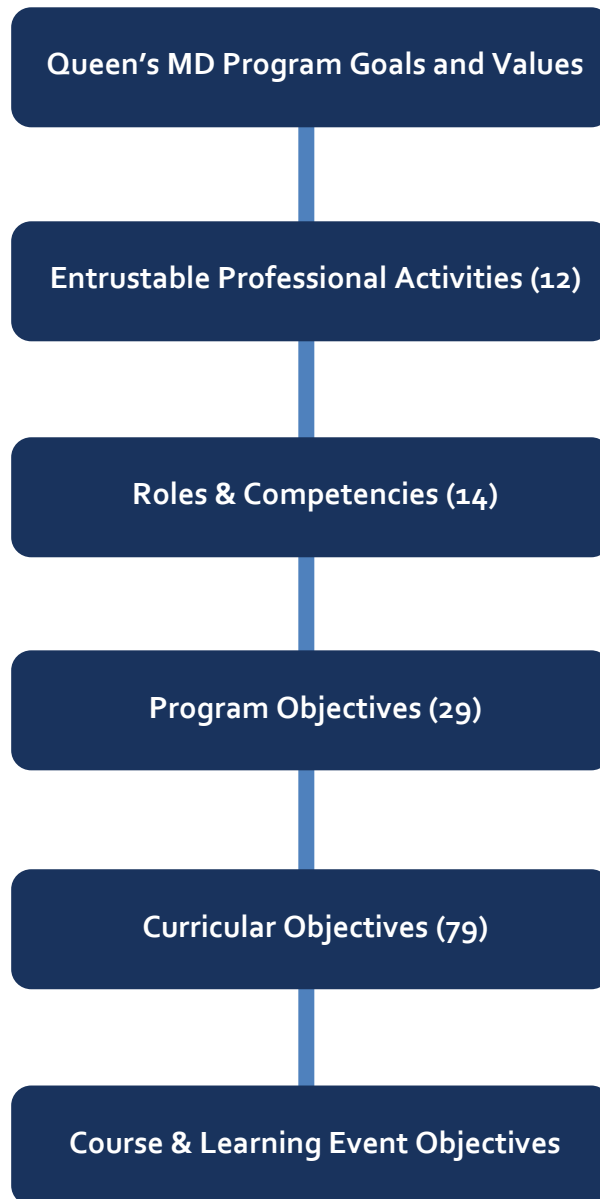 Queen’s MD Program Goals and Values
Entrustable Professional Activities (12)
Roles & Competencies (14)
Program Objectives (29)
Curricular Objectives (79)
Course & Learning Event Objectives